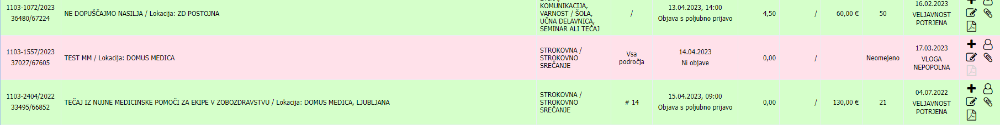 1103-1072/2023
36480/67224
NE DOPUŠČAJMO NASILJA / Lokacija: ZD POSTOJNA
KOMUNIKACIJA,
VARNOST / ŠOLA,
UČNA DELAVNICA,
SEMINAR ALI TEČAJ
/
13.04.2023, 14:00
Objava s poljubno prijavo
4,50
/
60,00 €
50
16.02.2023
VELJAVNOST
POTRJENA
1103-1557/2023
37027/67605
TEST MM / Lokacija: DOMUS MEDICA
STROKOVNA /
STROKOVNO
SREČANJE
Vsa
področja
14.04.2023
Ni objave
0,00
/
Neomejeno
17.03.2023
VLOGA
NEPOPOLNA
1103-2404/2022
33495/66852
TEČAJ IZ NUJNE MEDICINSKE POMOČI ZA EKIPE V ZOBOZDRAVSTVU / Lokacija: DOMUS MEDICA, LJUBLJANA
STROKOVNA /
STROKOVNO
SREČANJE
# 14
15.04.2023, 09:00
Objava s poljubno prijavo
0,00
/
130,00 €
21
04.07.2022
VELJAVNOST
POTRJENA